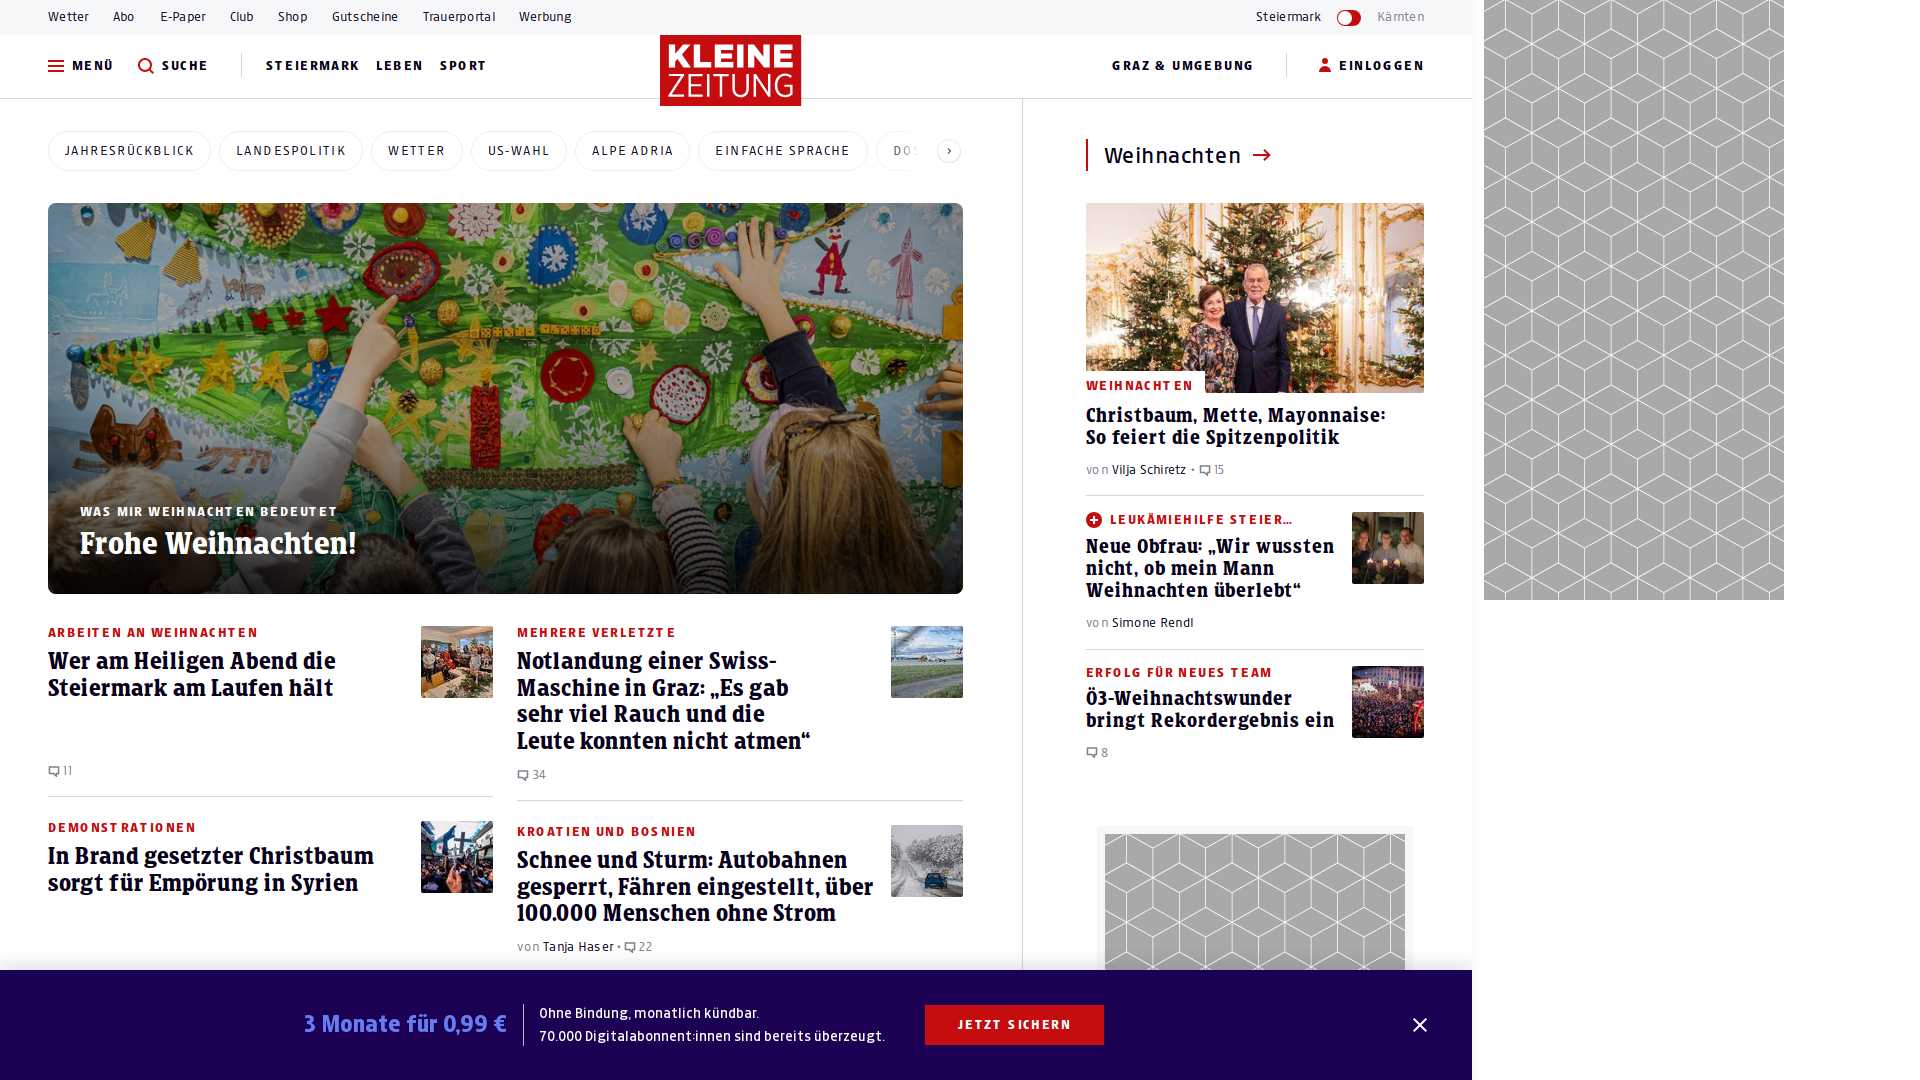 Wetter
Abo
E-Paper
Club
Shop
Gutscheine
Trauerportal
Werbung
Steiermark
Kärnten
MENÜ
SUCHE
STEIERMARK
LEBEN
SPORT
KLEINE
ZEITUNG
GRAZ & UMGEBUNG
EINLOGGEN
JAHRESRÜCKBLICK
LANDESPOLITIK
WETTER
US-WAHL
ALPE ADRIA
EINFACHE SPRACHE
WAS MIR WEIHNACHTEN BEDEUTET
Frohe Weihnachten!
ARBEITEN AN WEIHNACHTEN
Wer am Heiligen Abend die
Steiermark am Laufen hält
11
MEHRERE VERLETZTE
Notlandung einer Swiss-
Maschine in Graz: „Es gab
sehr viel Rauch und die
Leute konnten nicht atmen“
34
DEMONSTRATIONEN
In Brand gesetzter Christbaum
sorgt für Empörung in Syrien
KROATIEN UND BOSNIEN
Schnee und Sturm: Autobahnen
gesperrt, Fähren eingestellt, über
100.000 Menschen ohne Strom
von Tanja Haser • 22
Weihnachten
WEIHNACHTEN
Christbaum, Mette, Mayonnaise:
So feiert die Spitzenpolitik
von Vilja Schiretz • 15
LEUKÄMIEHILFE STEIER…
Neue Obfrau: „Wir wussten
nicht, ob mein Mann
Weihnachten überlebt“
von Simone Rendl
ERFOLG FÜR NEUES TEAM
Ö3-Weihnachtswunder
bringt Rekordergebnis ein
8
3 Monate für 0,99 €
Ohne Bindung, monatlich kündbar.
70.000 Digitalabonnent:innen sind bereits überzeugt.
JETZT SICHERN